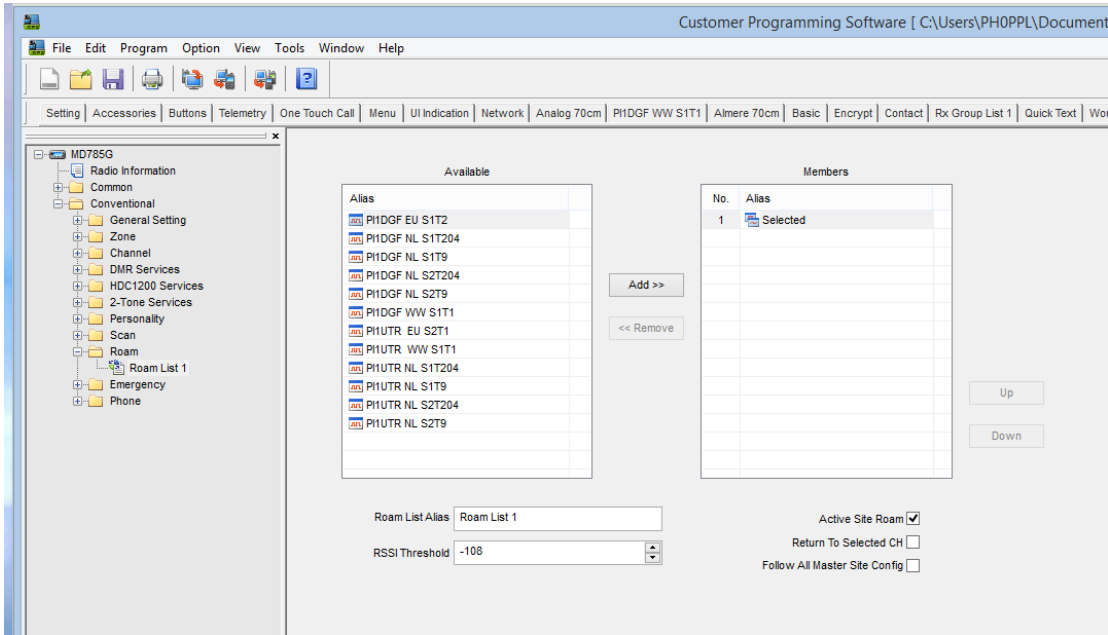 Customer Programming Software [ C:\Users\PH0PPL\Document
File Edit Program Option View Tools Window Help
Setting Accessories Buttons Telemetry One Touch Call Menu UI Indication Network Analog 70cm PI1DGF WW S1T1 Almere 70cm Basic Encrypt Contact Rx Group List 1 Quick Text Wor
x
MD785G
Radio Information
Common
Conventional
General Setting
Zone
Channel
DMR Services
HDC1200 Services
2-Tone Services
Personality
Scan
Roam
Roam List 1
Emergency
Phone
Available
Alias
PI1DGF EU S1T2
PI1DGF NL S1T204
PI1DGF NL S1T9
PI1DGF NL S2T204
PI1DGF NL S2T9
PI1DGF WW S1T1
PI1UTR EU S2T1
PI1UTR WW S1T1
PI1UTR NL S1T204
PI1UTR NL S1T9
PI1UTR NL S2T204
PI1UTR NL S2T9
Add >>
<< Remove
Members
No. Alias
1 Selected
Up
Down
Roam List Alias Roam List 1
RSSI Threshold -108
Active Site Roam
Return To Selected CH
Follow All Master Site Config